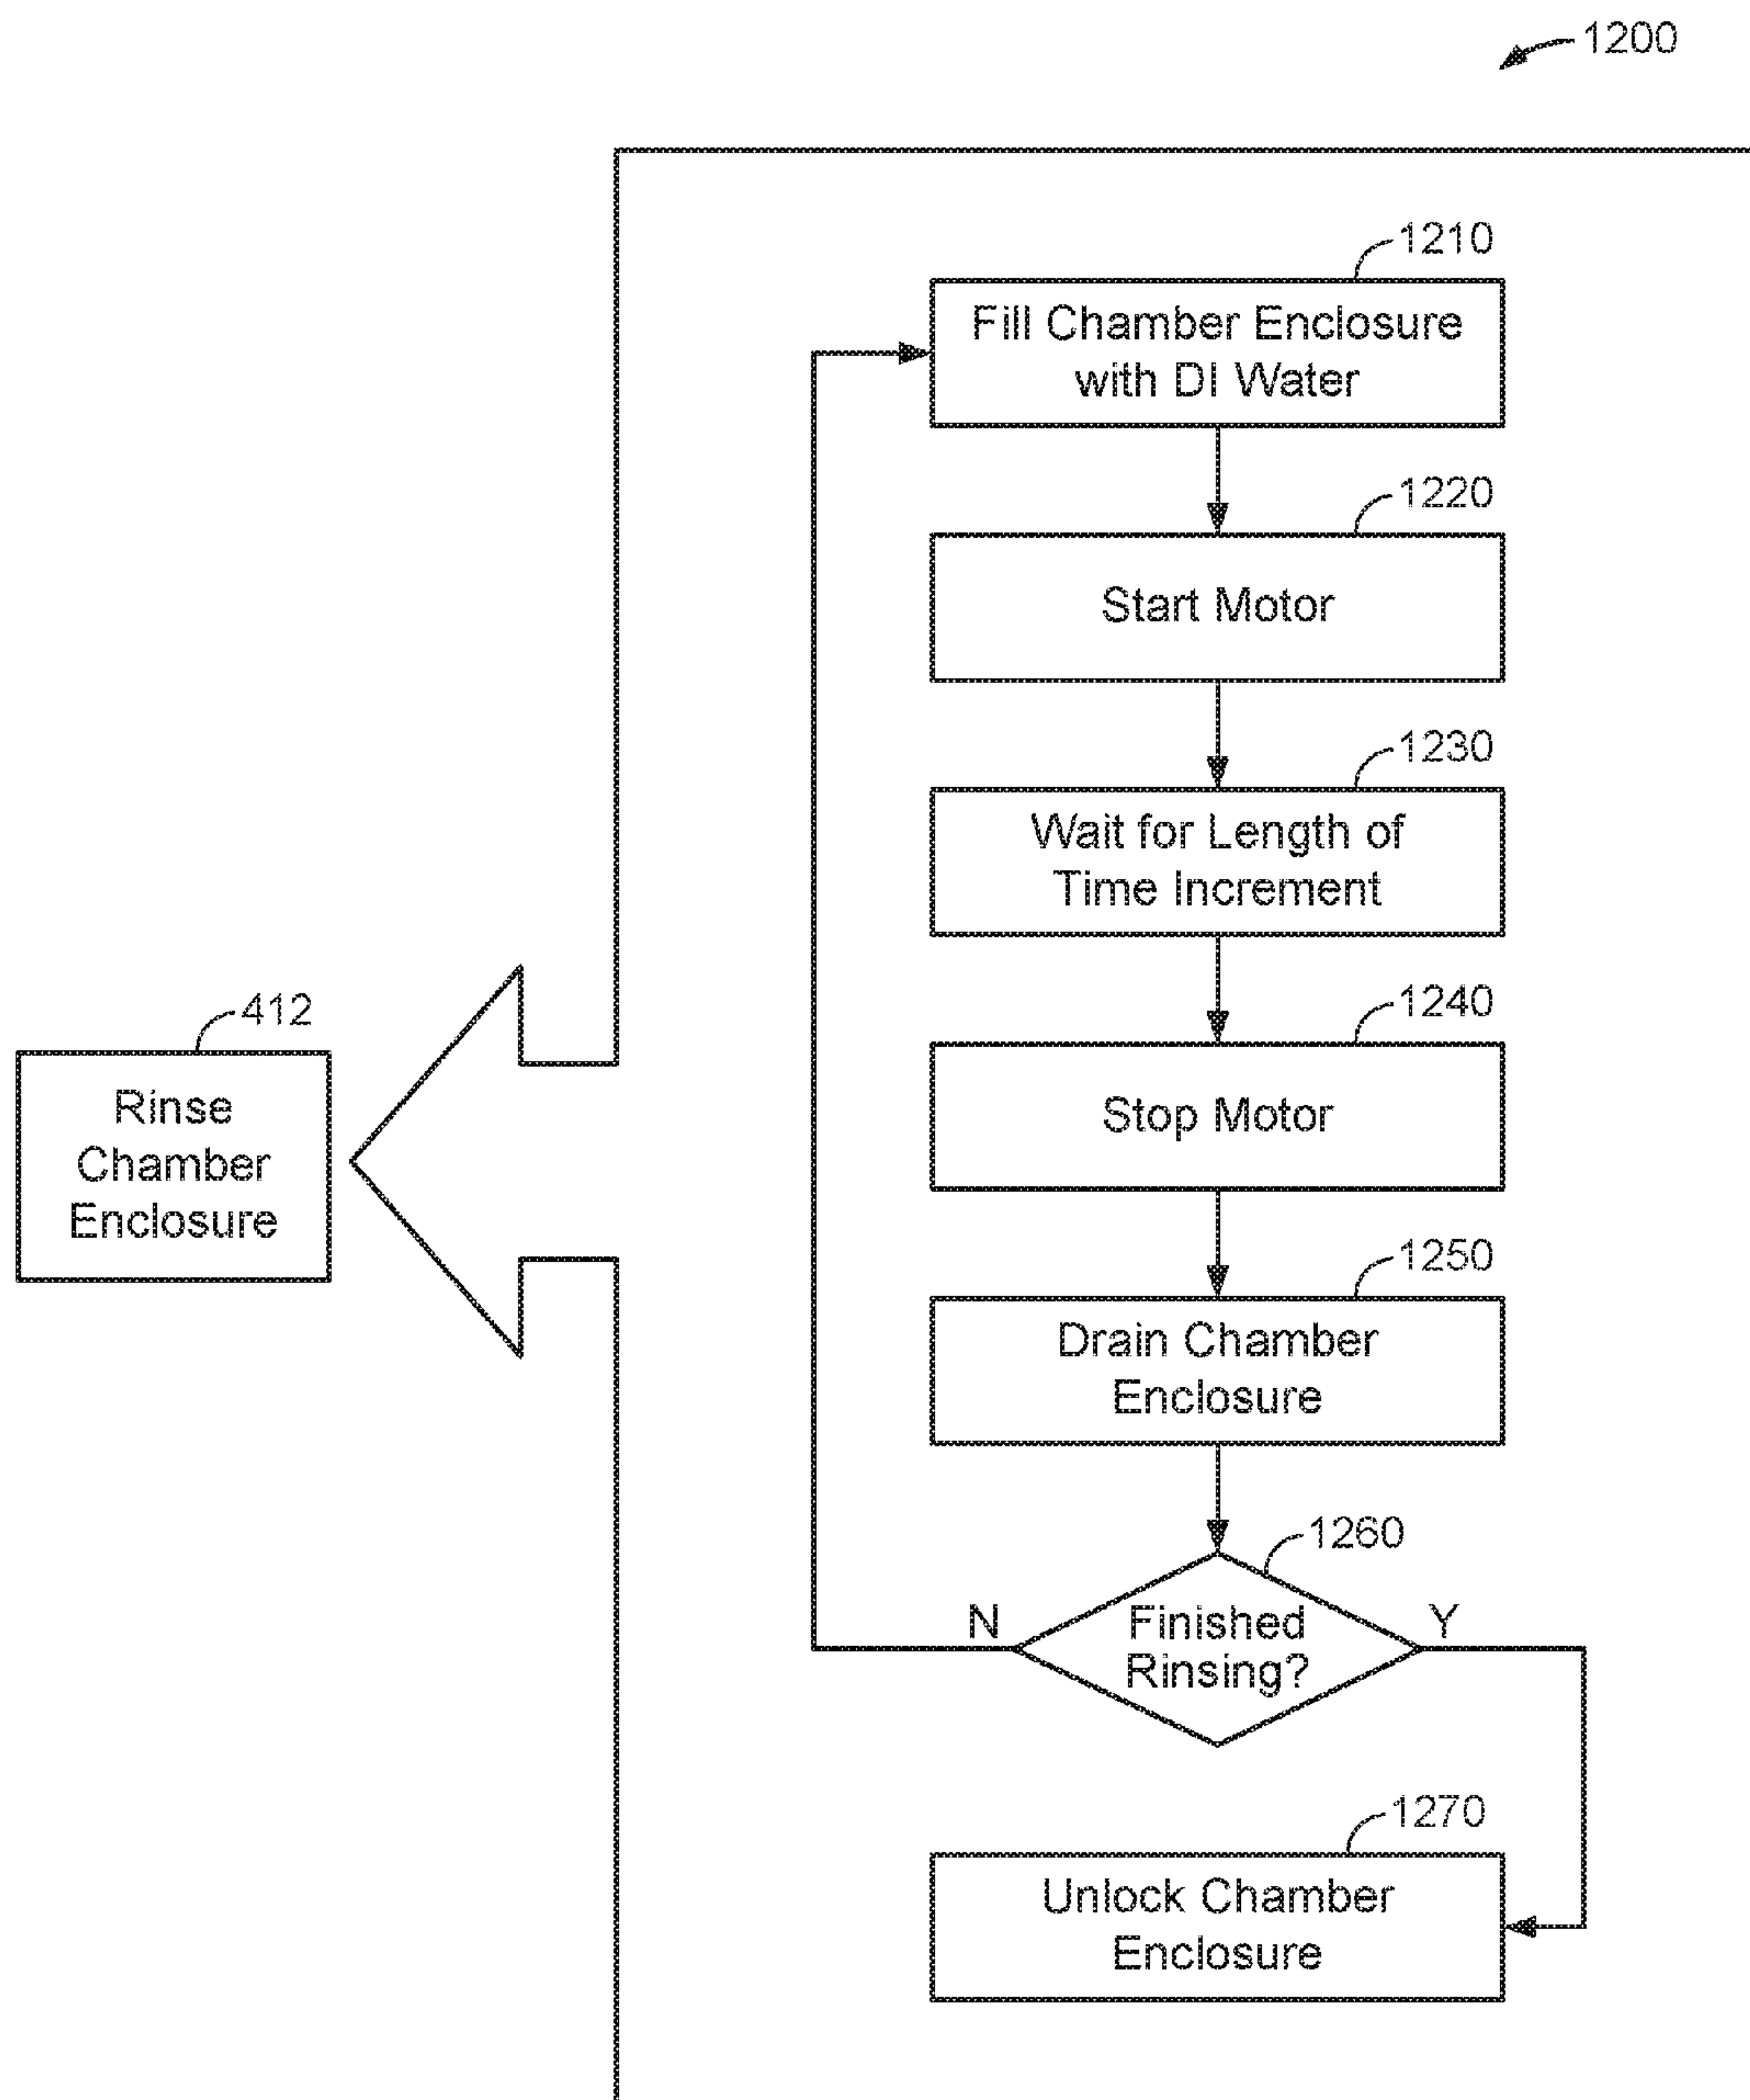 1200
1210
Fill Chamber Enclosure
with DI Water
1220
Start Motor
1230
Wait for Length of
Time Increment
1240
Stop Motor
412
Rinse
Chamber
Enclosure
1250
Drain Chamber
Enclosure
1260
N
Finished
Rinsing?
Y
1270
Unlock Chamber
Enclosure